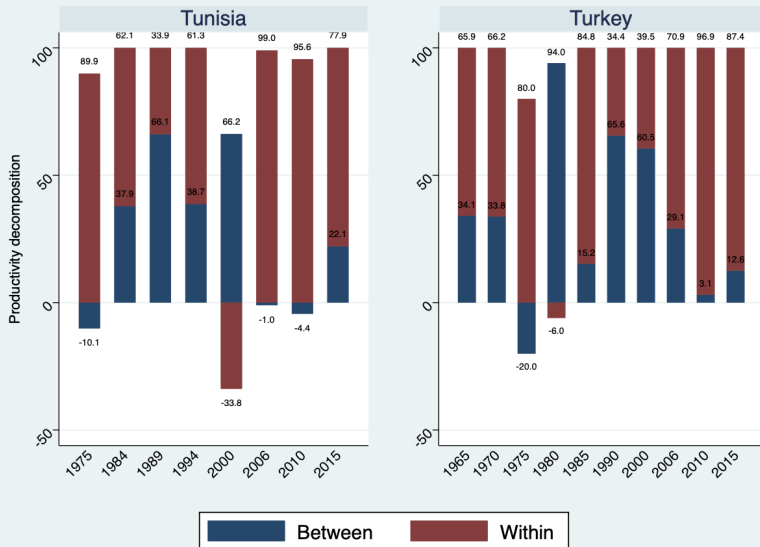 Tunisia Turkey
Productivity decomposition
100
50
0
-50
89.9 62.1 33.9 61.3 66.2 99.0 95.6 77.9
37.9 66.1 38.7 22.1
-10.1 -33.8 -1.0 -4.4
1975 1984 1989 1994 2000 2006 2010 2015
100
50
0
-50
65.9 66.2 80.0 94.0 84.8 34.4 39.5 70.9 96.9 87.4
34.1 33.8 15.2 65.6 60.5 29.1 3.1 12.6
-20.0 -6.0
1965 1970 1975 1980 1985 1990 2000 2006 2010 2015
Between Within